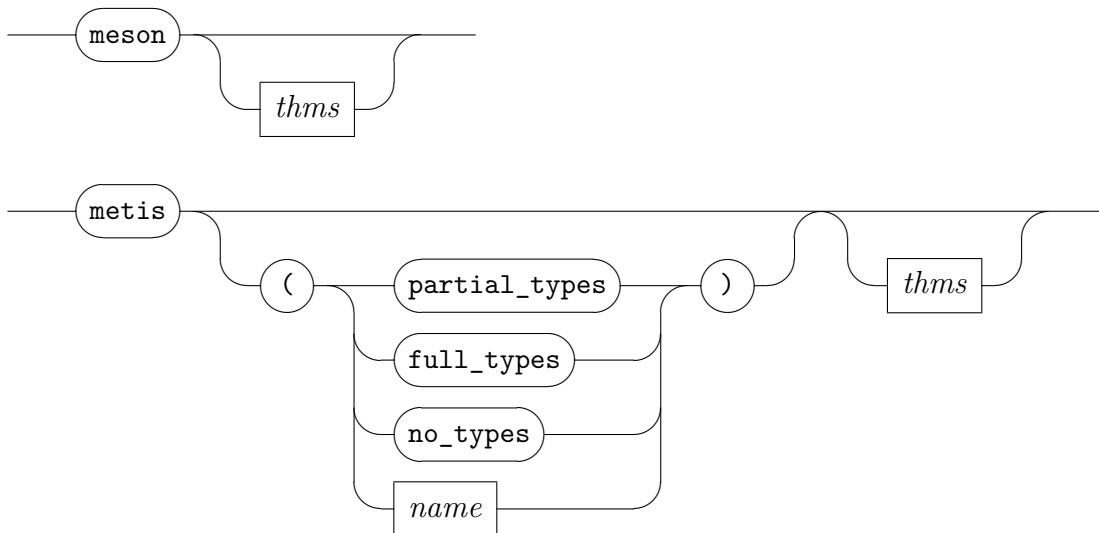 meson
thms
metis
( partial_types ) thms
full_types
no_types
name